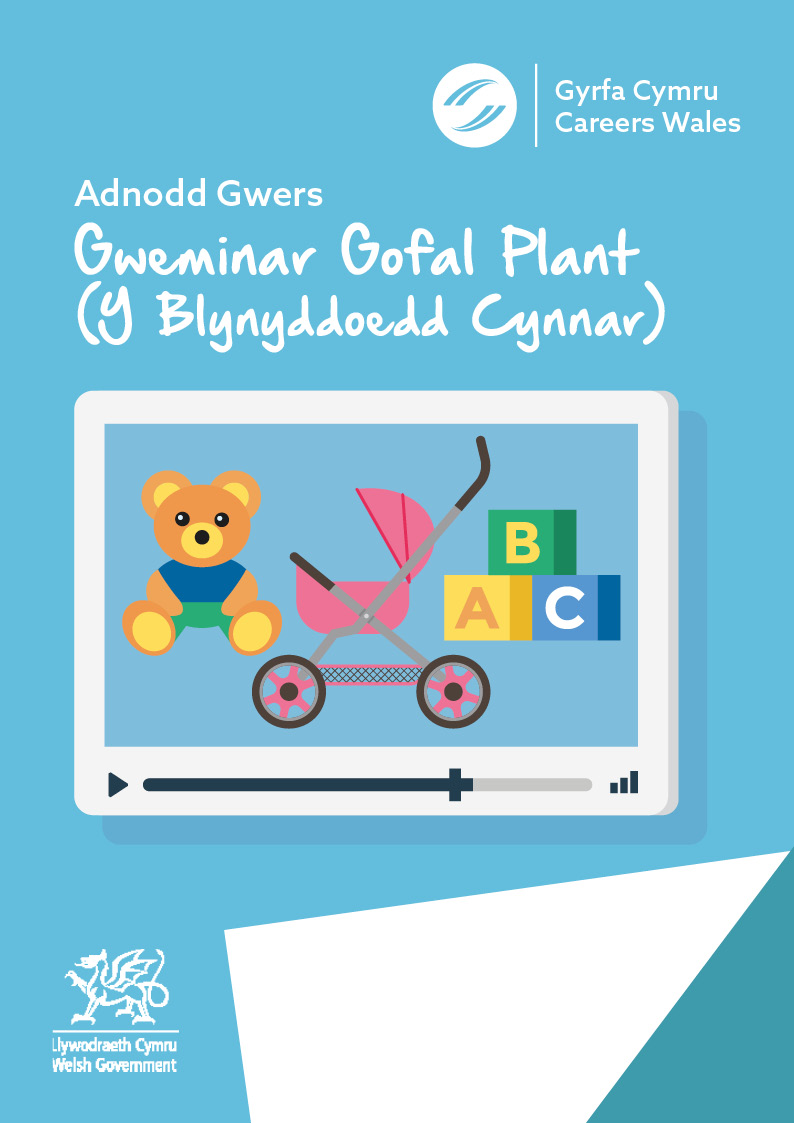 Gyrfa Cymru
Careers Wales
Adnodd Gwers
Gweminar Gofal Plant
(Y Blynyddoedd Cynnar)
B
A C
Llywodraeth Cymru
Welsh Government